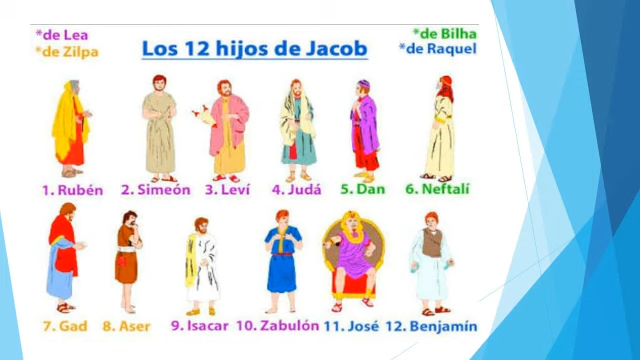 *de Lea
*de Zilpa
Los 12 hijos de Jacob
*de Bilha
*de Raquel
1. Rubén 2. Simeón 3. Leví 4. Judá 5. Dan 6. Neftalí
7. Gad 8. Aser 9. Isacar 10. Zabulón 11. José 12. Benjamín